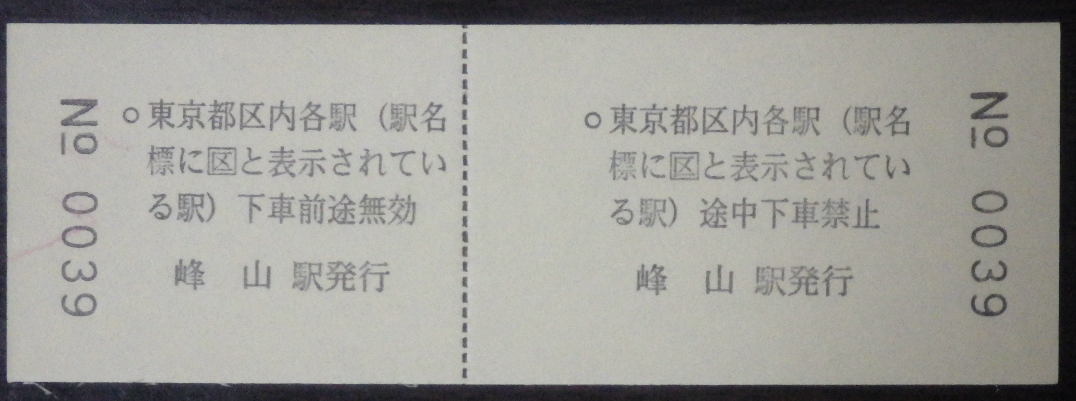 No 0039
○東京都区内各駅（駅名
標に区と表示されてい
る駅）下車前途無効
峰 山 駅発行
○東京都区内各駅（駅名
標に区と表示されてい
る駅）途中下車禁止
峰 山 駅発行
No 0039